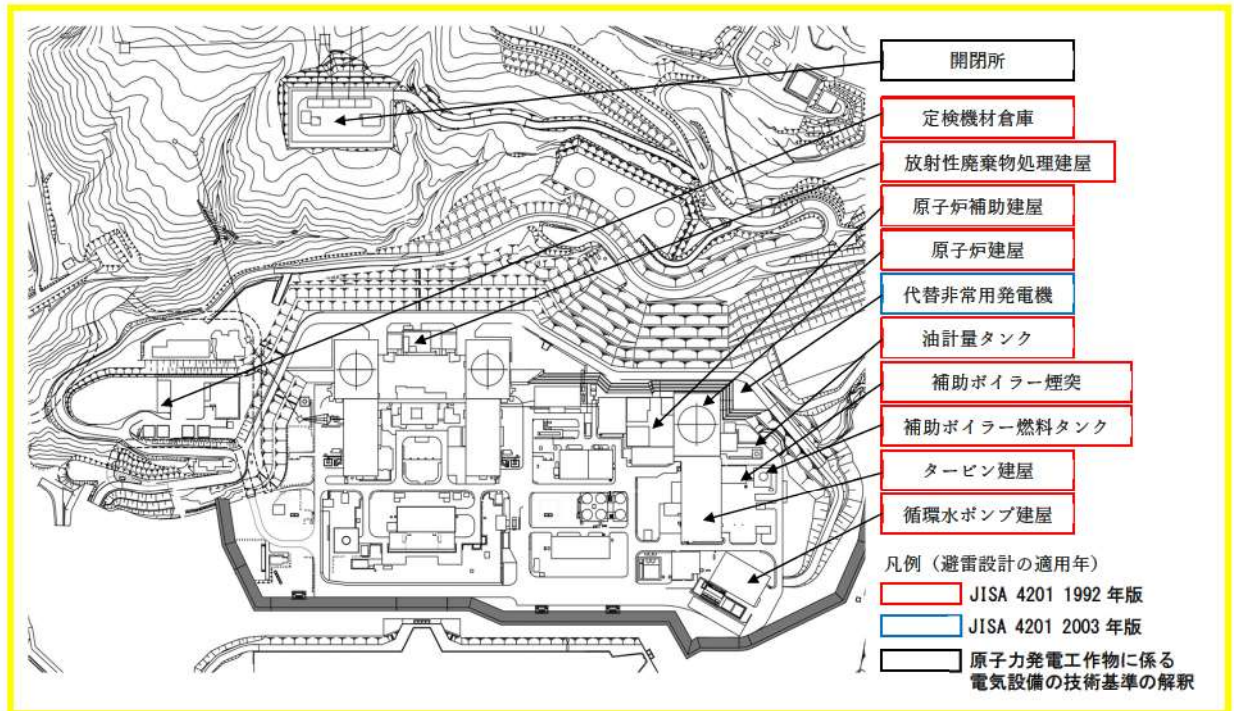 開閉所
定検機材倉庫
放射性廃棄物処理建屋
原子炉補助建屋
原子炉建屋
代替非常用発電機
油計量タンク
補助ボイラー煙突
補助ボイラー燃料タンク
タービン建屋
循環水ポンプ建屋
凡例（避雷設計の適用年）
JISA 4201 1992 年版
JISA 4201 2003 年版
原子力発電工作物に係る
電気設備の技術基準の解釈